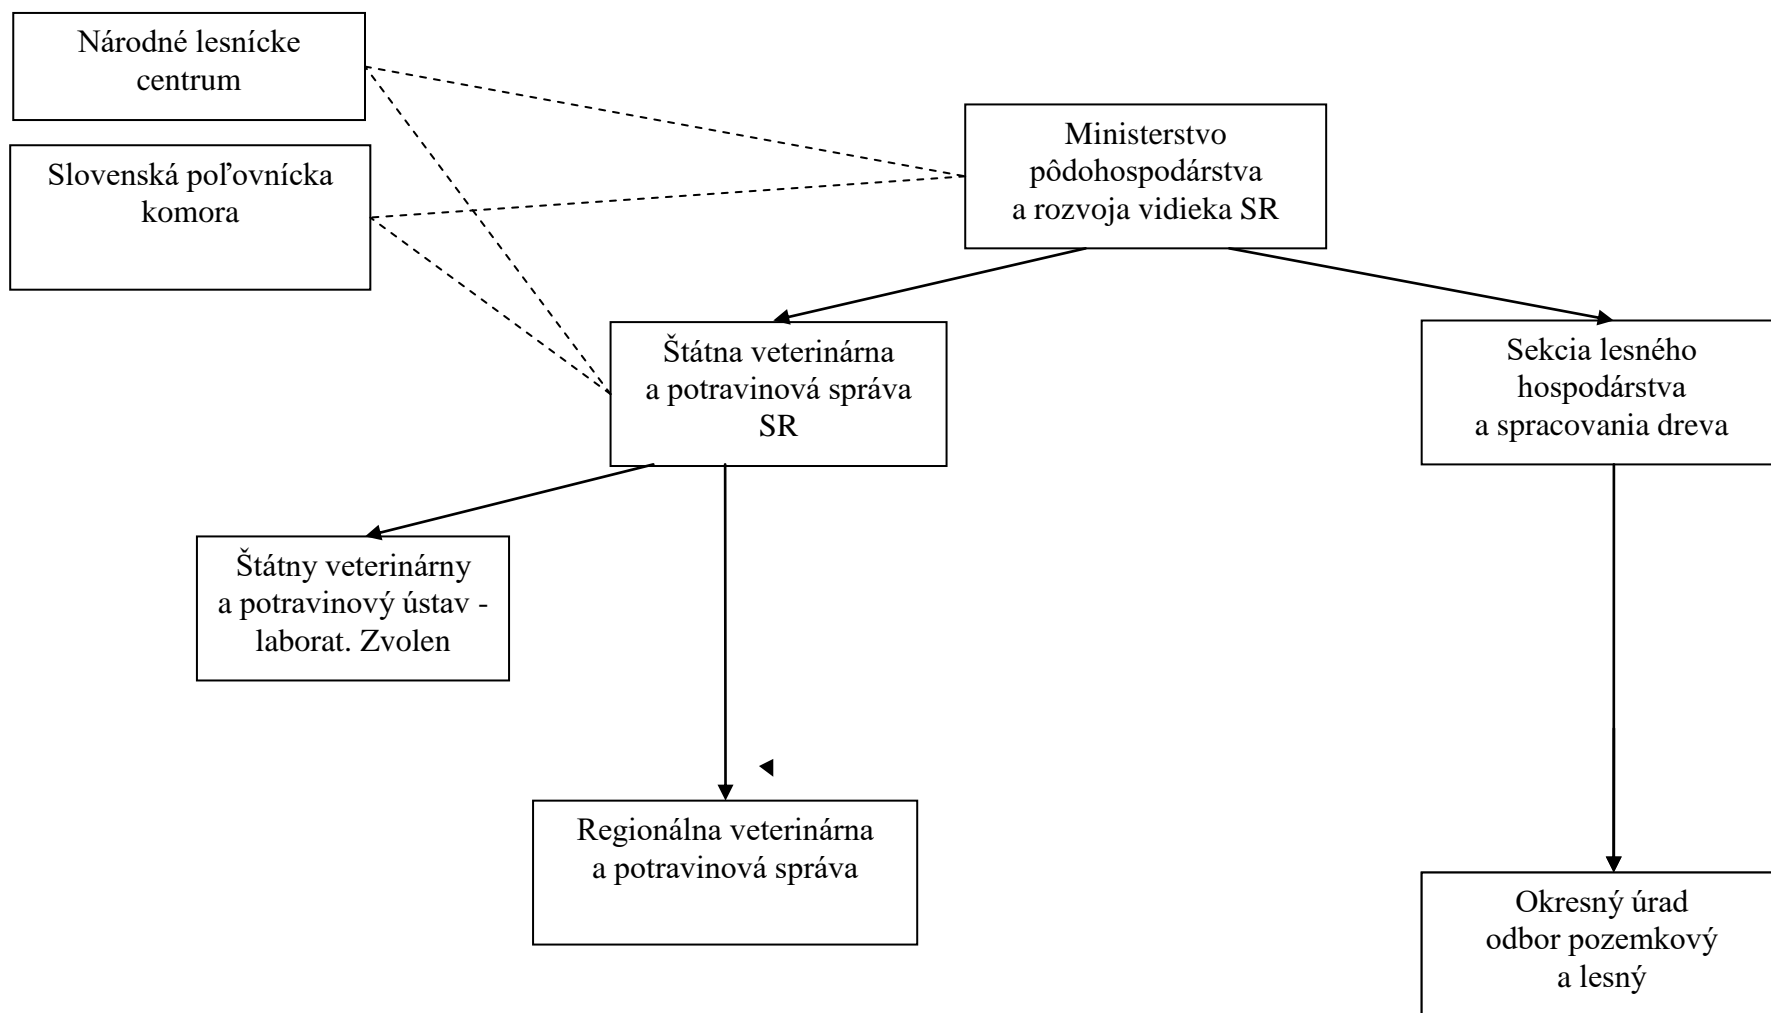 Národné lesnícke
centrum
Slovenská poľovnícka
komora
Ministerstvo
pôdohospodárstva
a rozvoja vidieka SR
Štátna veterinárna
a potravinová správa
SR
Sekcia lesného
hospodárstva
a spracovania dreva
Štátny veterinárny
a potravinový ústav -
laborat. Zvolen
Regionálna veterinárna
a potravinová správa
Okresný úrad
odbor pozemkový
a lesný